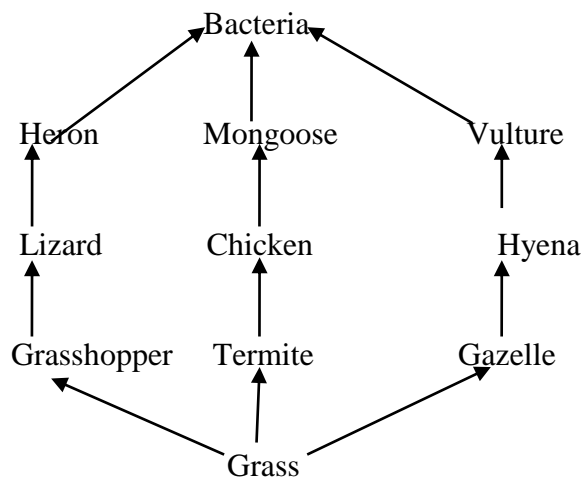 Bacteria
Heron Mongoose Vulture
Lizard Chicken Hyena
Grasshopper Termite Gazelle
Grass